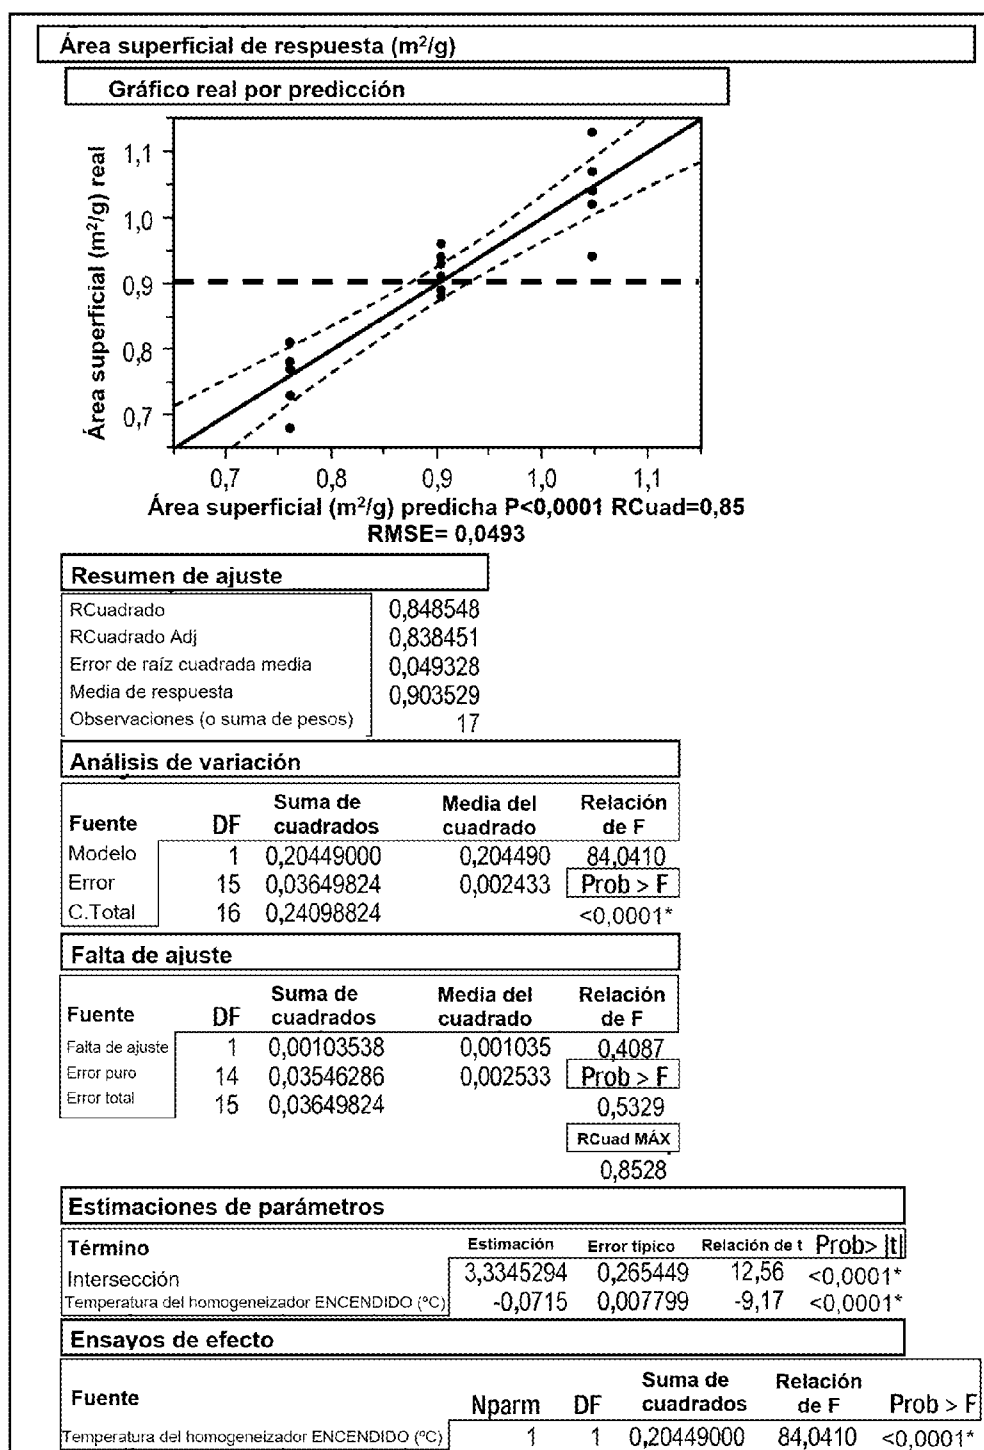 Área superficial de respuesta (m²/g)
Gráfico real por predicción
Área superficial (m²/g) real
1,1
1,0
0,9
0,8
0,7
0,7 0,8 0,9 1,0 1,1
Área superficial (m²/g) predicha P<0,0001 RCuad=0,85
RMSE= 0,0493
Resumen de ajuste
RCuadrado 0,848548
RCuadrado Adj 0,838451
Error de raíz cuadrada media 0,049328
Media de respuesta 0,903529
Observaciones (o suma de pesos) 17
Análisis de variación
Suma de Media del Relación
Fuente DF cuadrados cuadrado de F
Modelo 1 0,20449000 0,204490 84,0410
Error 15 0,03649824 0,002433 Prob > F
C.Total 16 0,24098824 <0,0001*
Falta de ajuste
Suma de Media del Relación
Fuente DF cuadrados cuadrado de F
Falta de ajuste 1 0,00103538 0,001035 0,4087
Error puro 14 0,03546286 0,002533 Prob > F
Error total 15 0,03649824 0,5329
RCuad MÁX
0,8528
Estimaciones de parámetros
Término Estimación Error típico Relación de t Prob> |t|
Intersección 3,3345294 0,265449 12,56 <0,0001*
Temperatura del homogeneizador ENCENDIDO (ºC) -0,0715 0,007799 -9,17 <0,0001*
Ensayos de efecto
Suma de Relación
Fuente Nparm DF cuadrados de F Prob > F
Temperatura del homogeneizador ENCENDIDO (ºC) 1 1 0,20449000 84,0410 <0,0001*